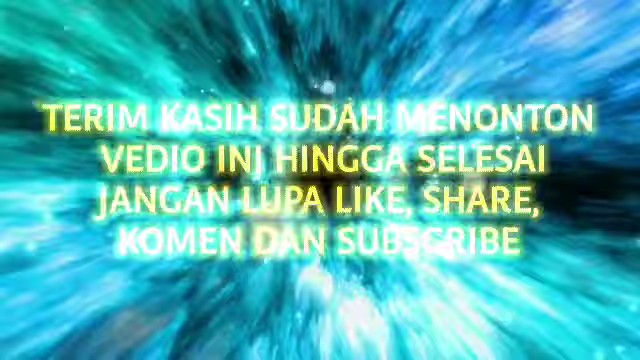 TERIM KASIH SUDAH MENONTON
VEDIO INI HINGGA SELESAI
JANGAN LUPA LIKE, SHARE,
KOMEN DAN SUBSCRIBE